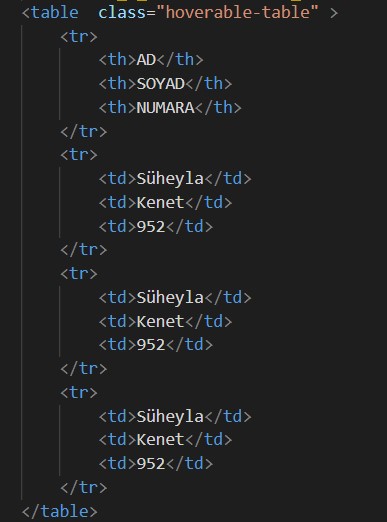 <table  class="hoverable-table" >
<tr>
<th>AD</th>
<th>SOYAD</th>
<th>NUMARA</th>
</tr>
<tr>
<td>Süheyla</td>
<td>Kenet</td>
<td>952</td>
</tr>
<tr>
<td>Süheyla</td>
<td>Kenet</td>
<td>952</td>
</tr>
<tr>
<td>Süheyla</td>
<td>Kenet</td>
<td>952</td>
</tr>
</table>